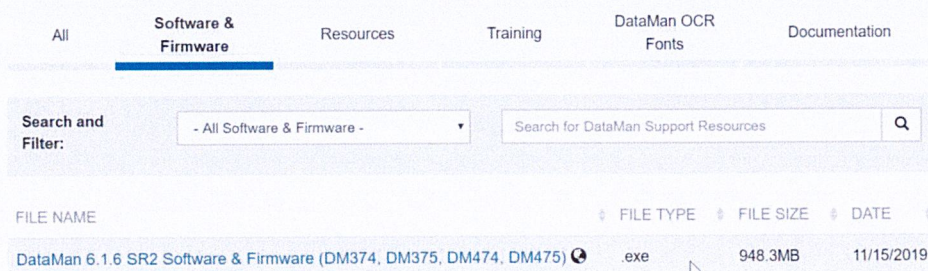 All
Software &
Firmware
Resources
Training
DataMan OCR
Fonts
Documentation
Search and
Filter:
- All Software & Firmware -
Search for DataMan Support Resources
FILE NAME FILE TYPE FILE SIZE DATE
DataMan 6.1.6 SR2 Software & Firmware (DM374, DM375, DM474, DM475) .exe 948.3MB 11/15/2019